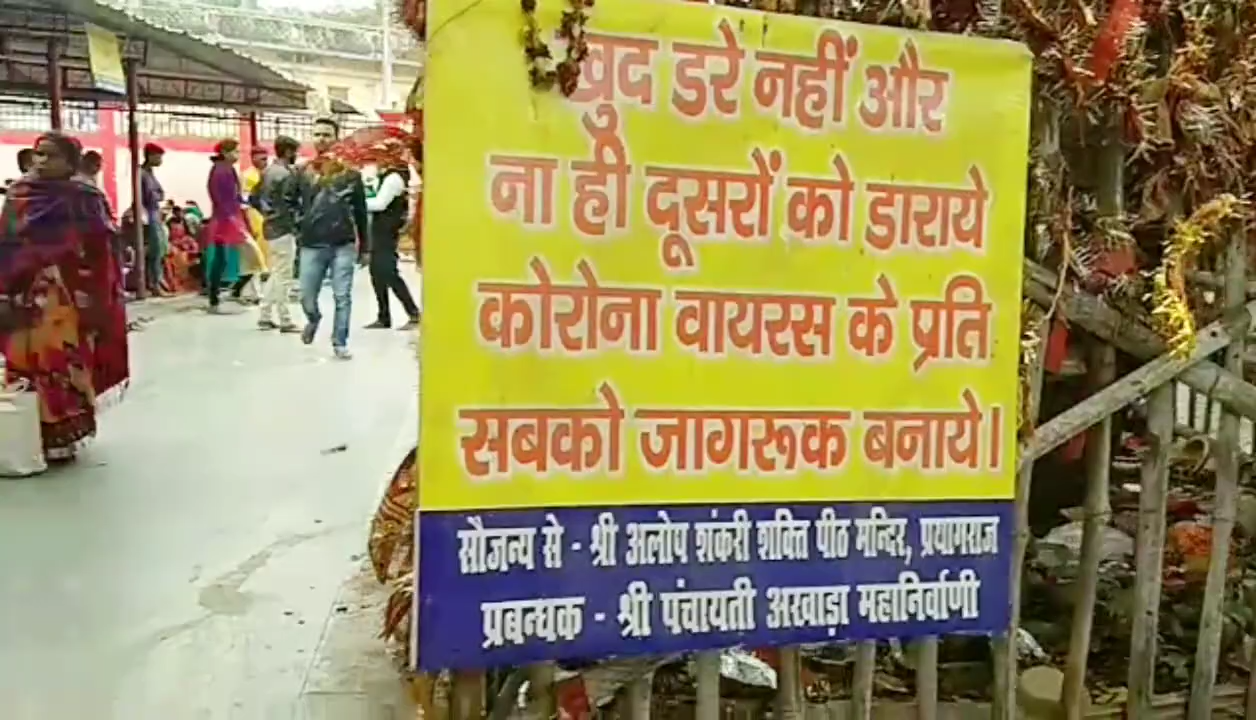 खुद डरे नहीं और
ना ही दूसरों को डाराये
कोरोना वायरस के प्रति
सबको जागरूक बनाये।
सौजन्य से - श्री अलोप शंकरी शक्ति पीठ मन्दिर, प्रयागराज
प्रबन्धक - श्री पंचायती अखाड़ा महानिर्वाणी